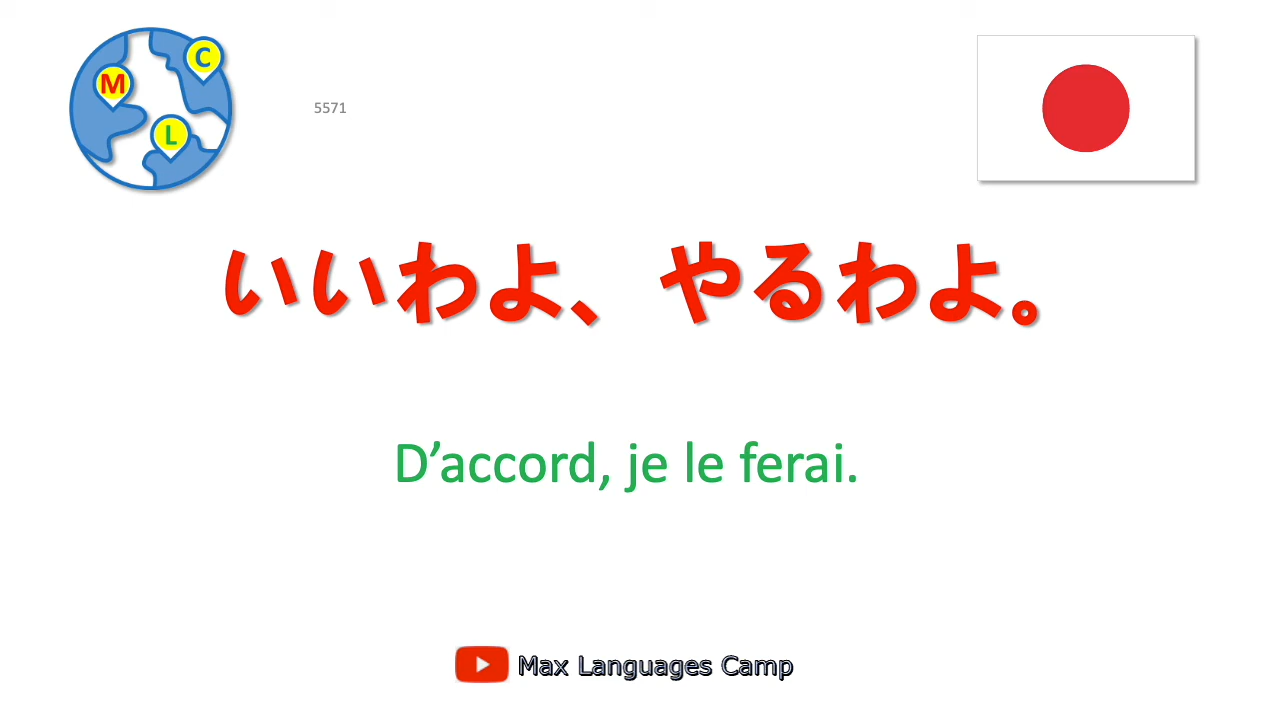 M
C
L
5571
いいわよ、やるわよ。
D’accord, je le ferai.
Max Languages Camp